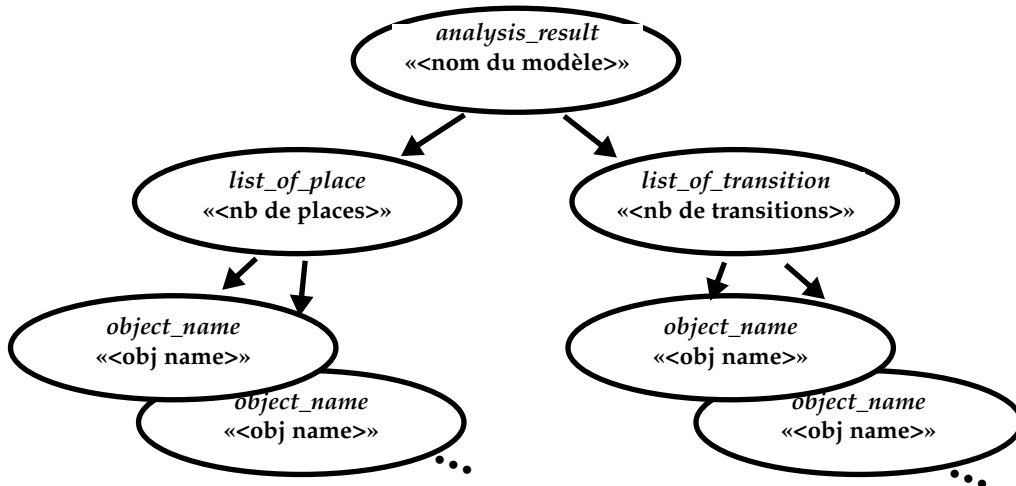 analysis_result
«<nom du modèle>»
list_of_place
«<nb de places>»
list_of_transition
«<nb de transitions>»
object_name
«<obj name>»
object_name
«<obj name>»
object_name
«<obj name>»
object_name
«<obj name>»